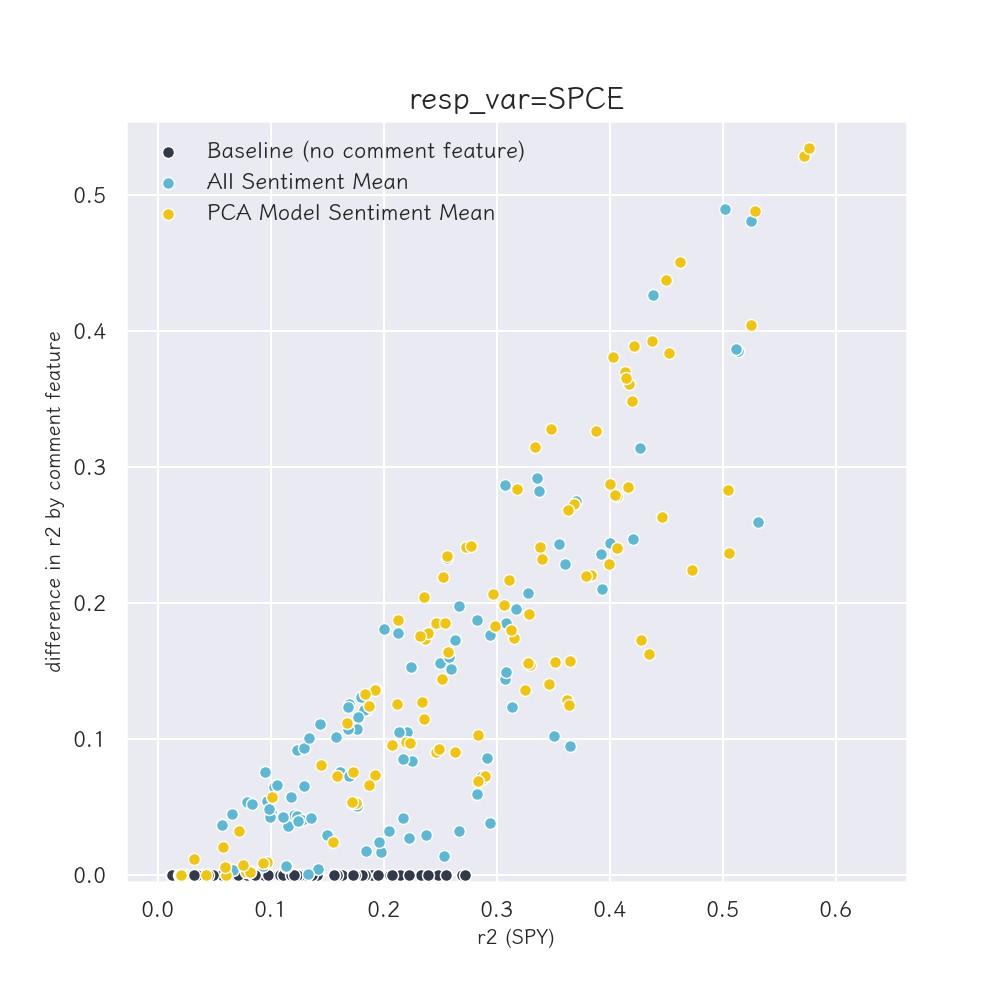 resp_var=SPCE
Baseline (no comment feature)
All Sentiment Mean
PCA Model Sentiment Mean
difference in r2 by comment feature
0.5
0.4
0.3
0.2
0.1
0.0
0.0 0.1 0.2 0.3 0.4 0.5 0.6
r2 (SPY)